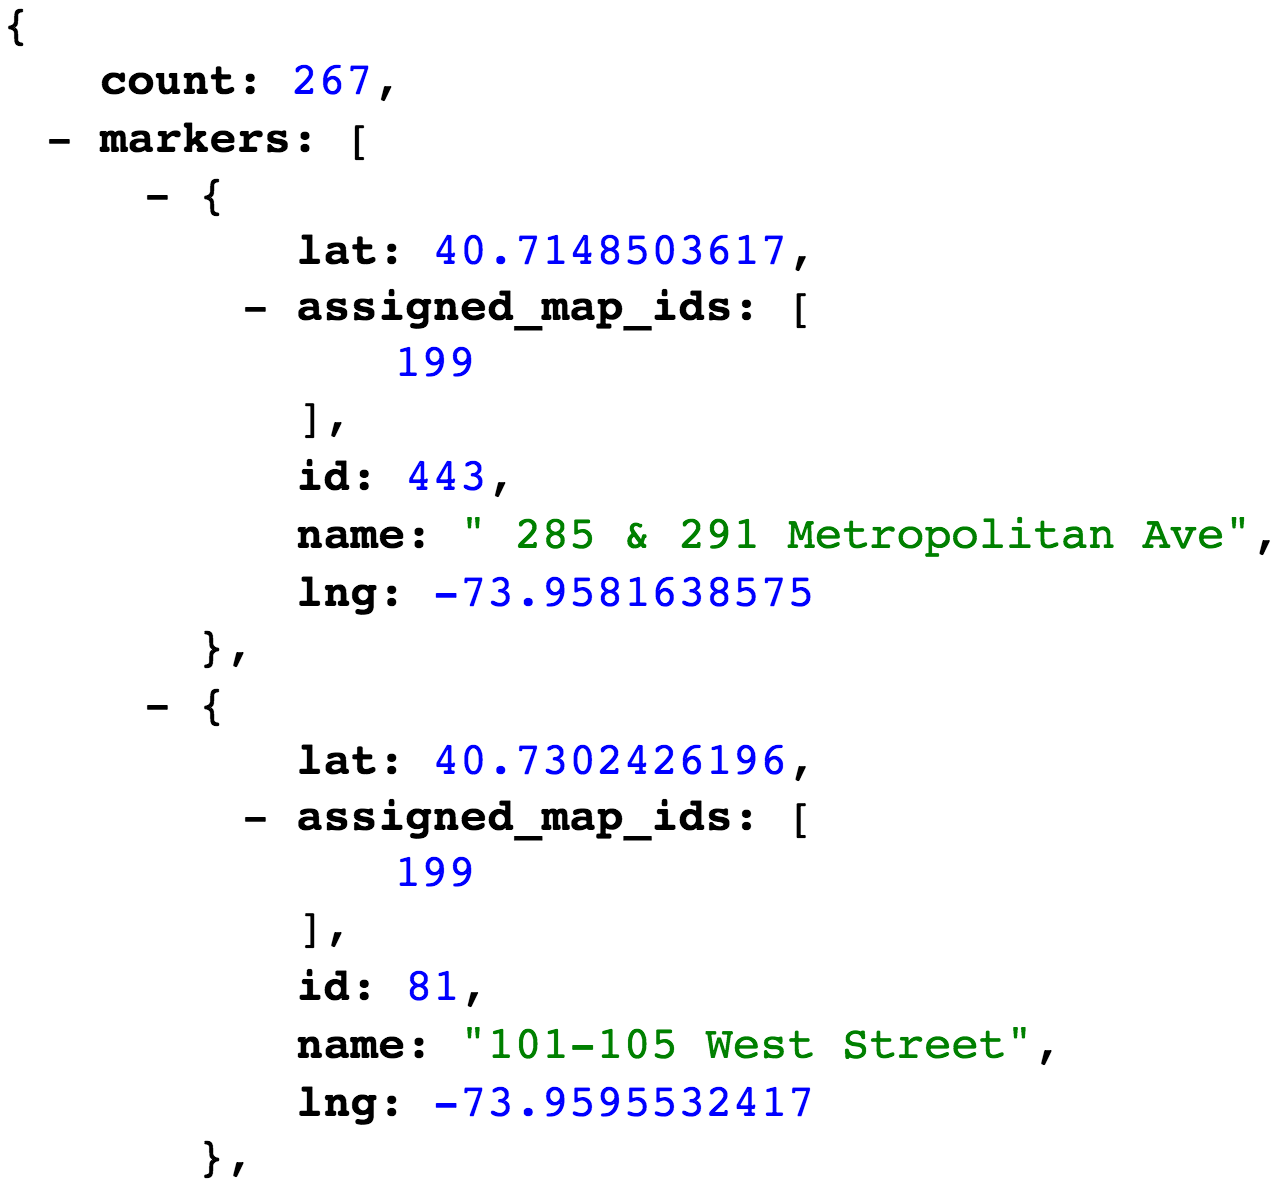 {
count: 267,
- markers: [
- {
lat: 40.7148503617,
- assigned_map_ids: [
199
],
id: 443,
name: " 285 & 291 Metropolitan Ave",
lng: -73.9581638575
},
- {
lat: 40.7302426196,
- assigned_map_ids: [
199
],
id: 81,
name: "101-105 West Street",
lng: -73.9595532417
},